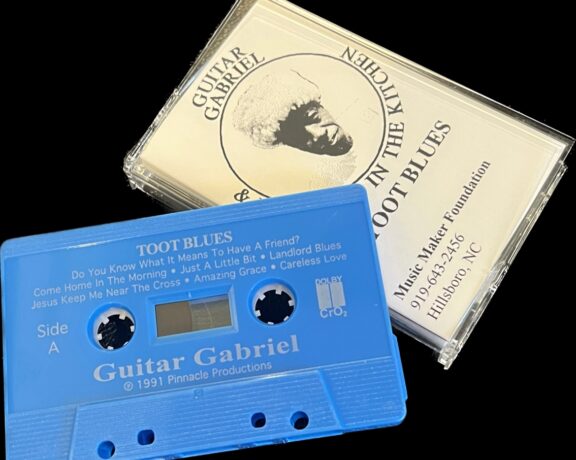 GUITAR
GABRIEL
&
IN THE KITCHEN
TOOT BLUES
Music Maker Foundation
919-643-2456
Hillsboro, NC
TOOT BLUES
Do You Know What It Means To Have A Friend?
Come Home In The Morning • Just A Little Bit • Landlord Blues
Jesus Keep Me Near The Cross • Amazing Grace • Careless Love
Side
A
DOLBY
CrO₂
Guitar Gabriel
℗ 1991 Pinnacle Productions